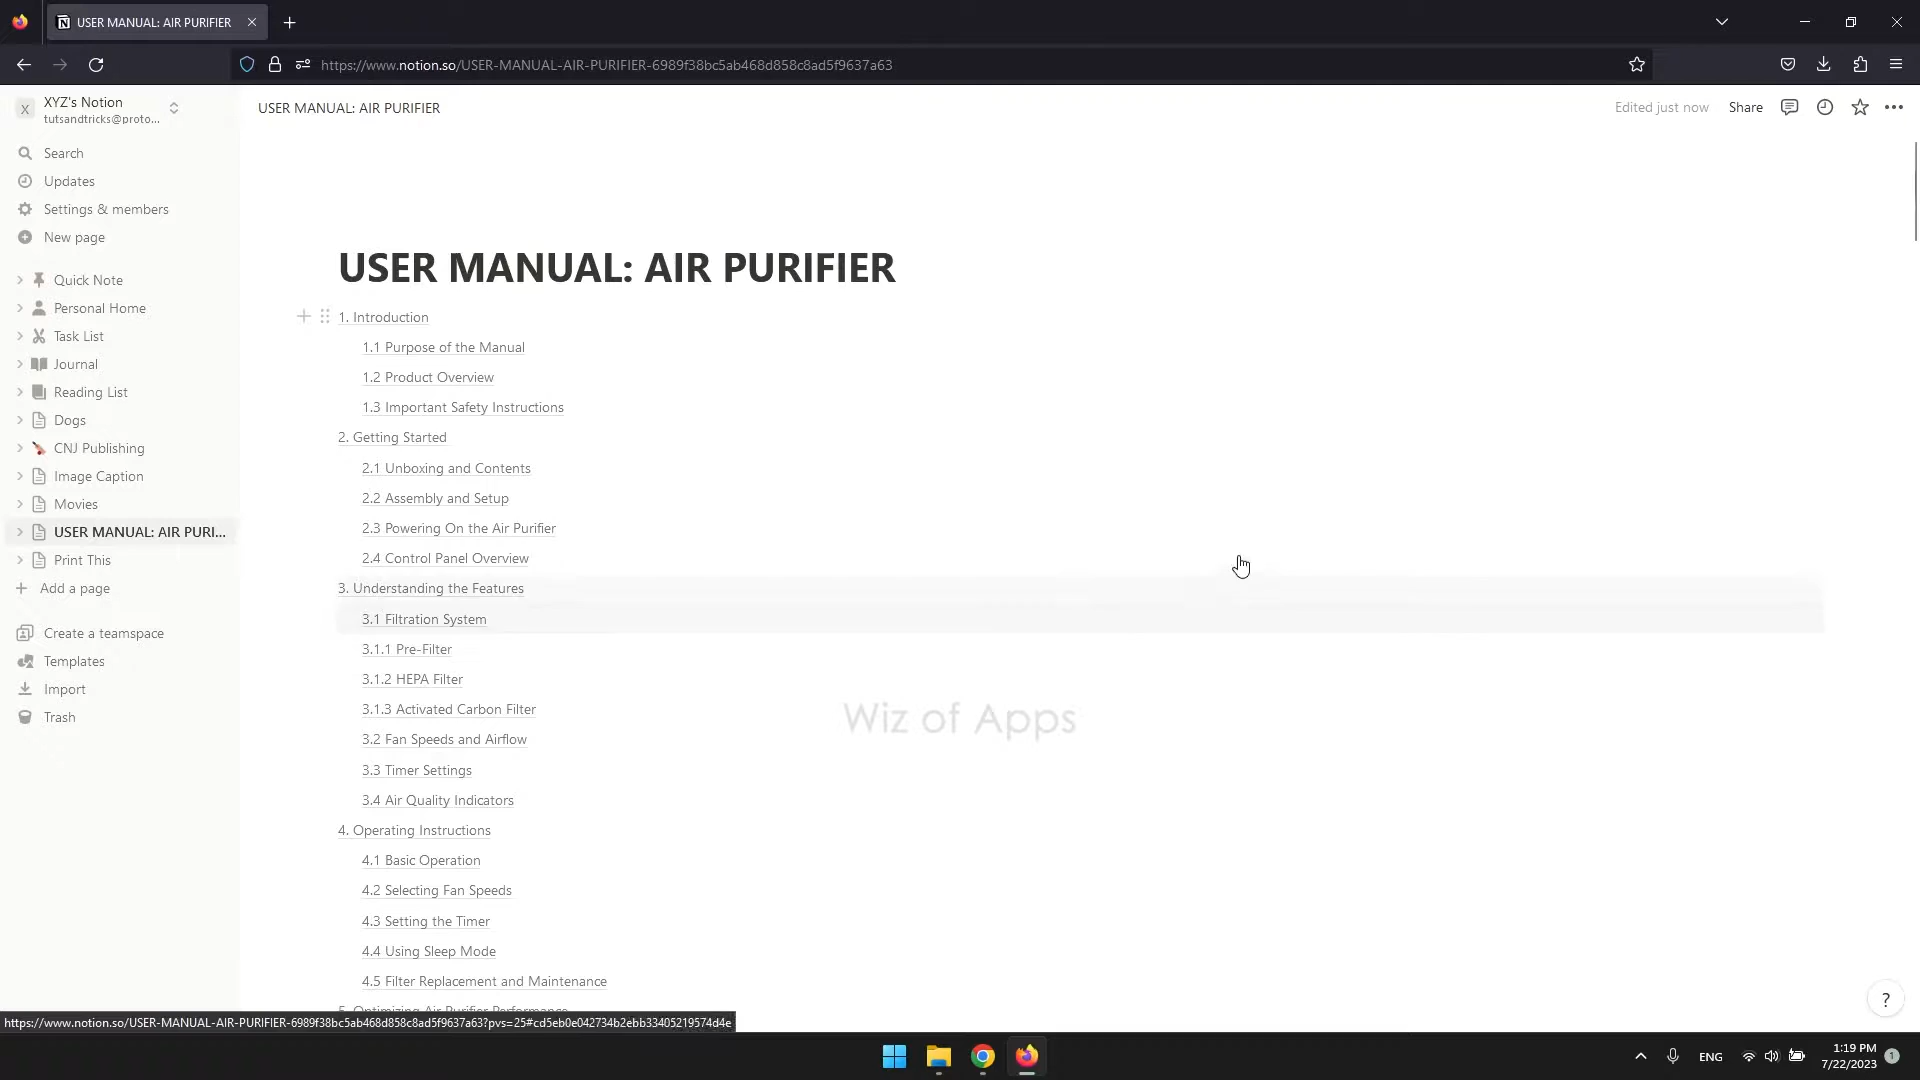 USER MANUAL: AIR PURIFIER
https://www.notion.so/USER-MANUAL-AIR-PURIFIER-6989f38bc5ab468d858c8ad5f9637a63
X
XYZ's Notion
tutsandtricks@proto...
USER MANUAL: AIR PURIFIER
Edited just now
Share
Search
Updates
Settings & members
New page
Quick Note
Personal Home
Task List
Journal
Reading List
Dogs
CNJ Publishing
Image Caption
Movies
USER MANUAL: AIR PURI...
Print This
Add a page
Create a teamspace
Templates
Import
Trash
USER MANUAL: AIR PURIFIER
1. Introduction
1.1 Purpose of the Manual
1.2 Product Overview
1.3 Important Safety Instructions
2. Getting Started
2.1 Unboxing and Contents
2.2 Assembly and Setup
2.3 Powering On the Air Purifier
2.4 Control Panel Overview
3. Understanding the Features
3.1 Filtration System
3.1.1 Pre-Filter
3.1.2 HEPA Filter
3.1.3 Activated Carbon Filter
3.2 Fan Speeds and Airflow
3.3 Timer Settings
3.4 Air Quality Indicators
4. Operating Instructions
4.1 Basic Operation
4.2 Selecting Fan Speeds
4.3 Setting the Timer
4.4 Using Sleep Mode
4.5 Filter Replacement and Maintenance
5. Optimizing Air Purifier Performance
Wiz of Apps
?
https://www.notion.so/USER-MANUAL-AIR-PURIFIER-6989f38bc5ab468d858c8ad5f9637a63?pvs=25#cd5eb0e042734b2ebb33405219574d4e
ENG
1:19 PM
7/22/2023
1